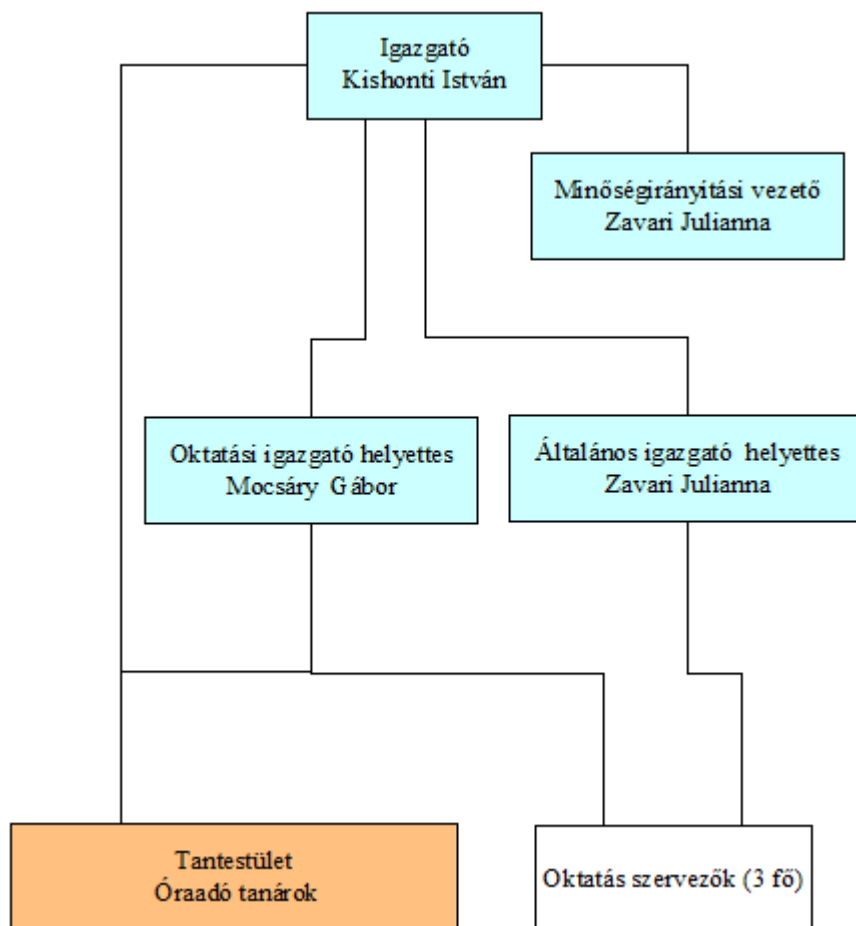 Igazgató
Kishonti István
Minőségirányítási vezető
Zavari Julianna
Oktatási igazgató helyettes
Mocsáry Gábor
Általános igazgató helyettes
Zavari Julianna
Tantestület
Óraadó tanárok
Oktatás szervezők (3 fő)